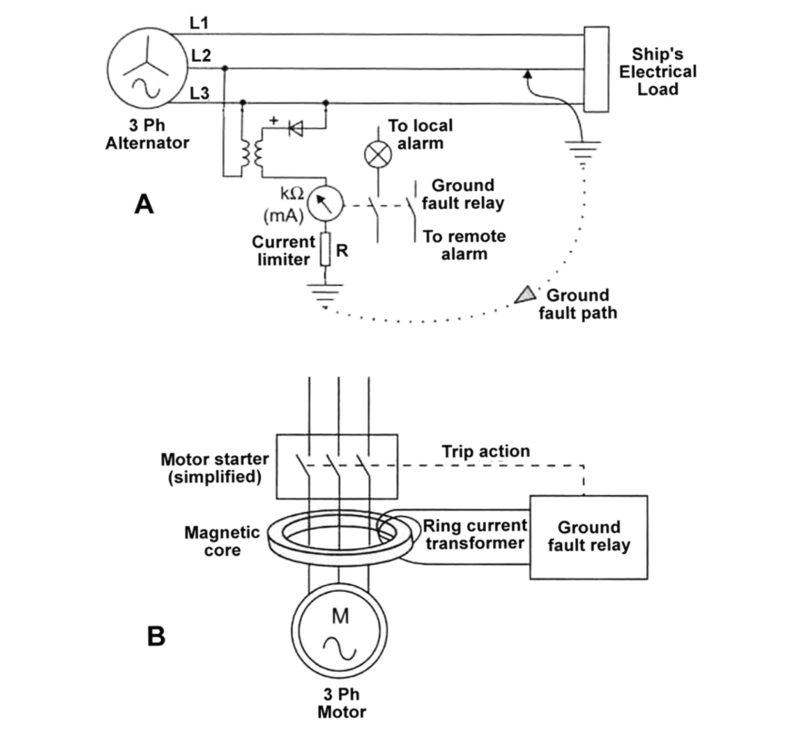 L1
L2
L3
3 Ph
Alternator
Ship's
Electrical
Load
+
To local
alarm
A
kΩ
(mA)
Ground
fault relay
Current
limiter
R
To remote
alarm
Ground
fault path
Motor starter
(simplified)
Trip action
Magnetic
core
Ring current
transformer
Ground
fault relay
M
B
3 Ph
Motor